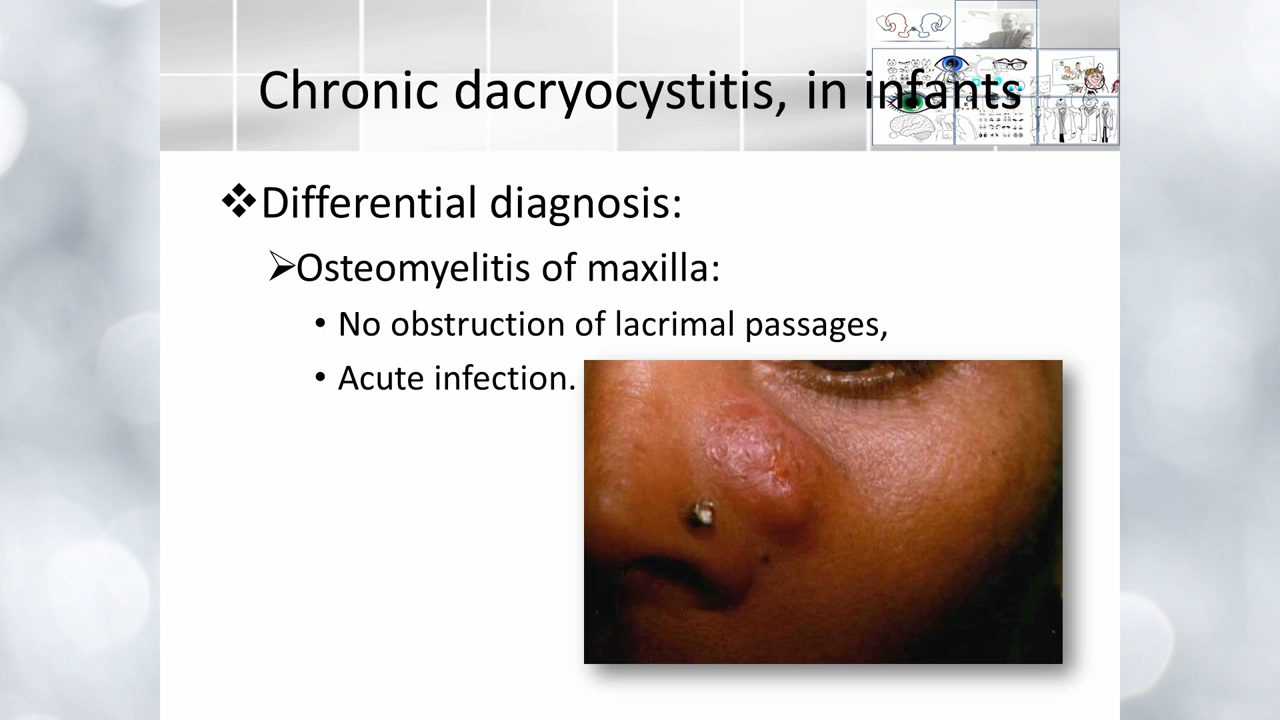 Chronic dacryocystitis, in infants
❖Differential diagnosis:
➢Osteomyelitis of maxilla:
• No obstruction of lacrimal passages,
• Acute infection.